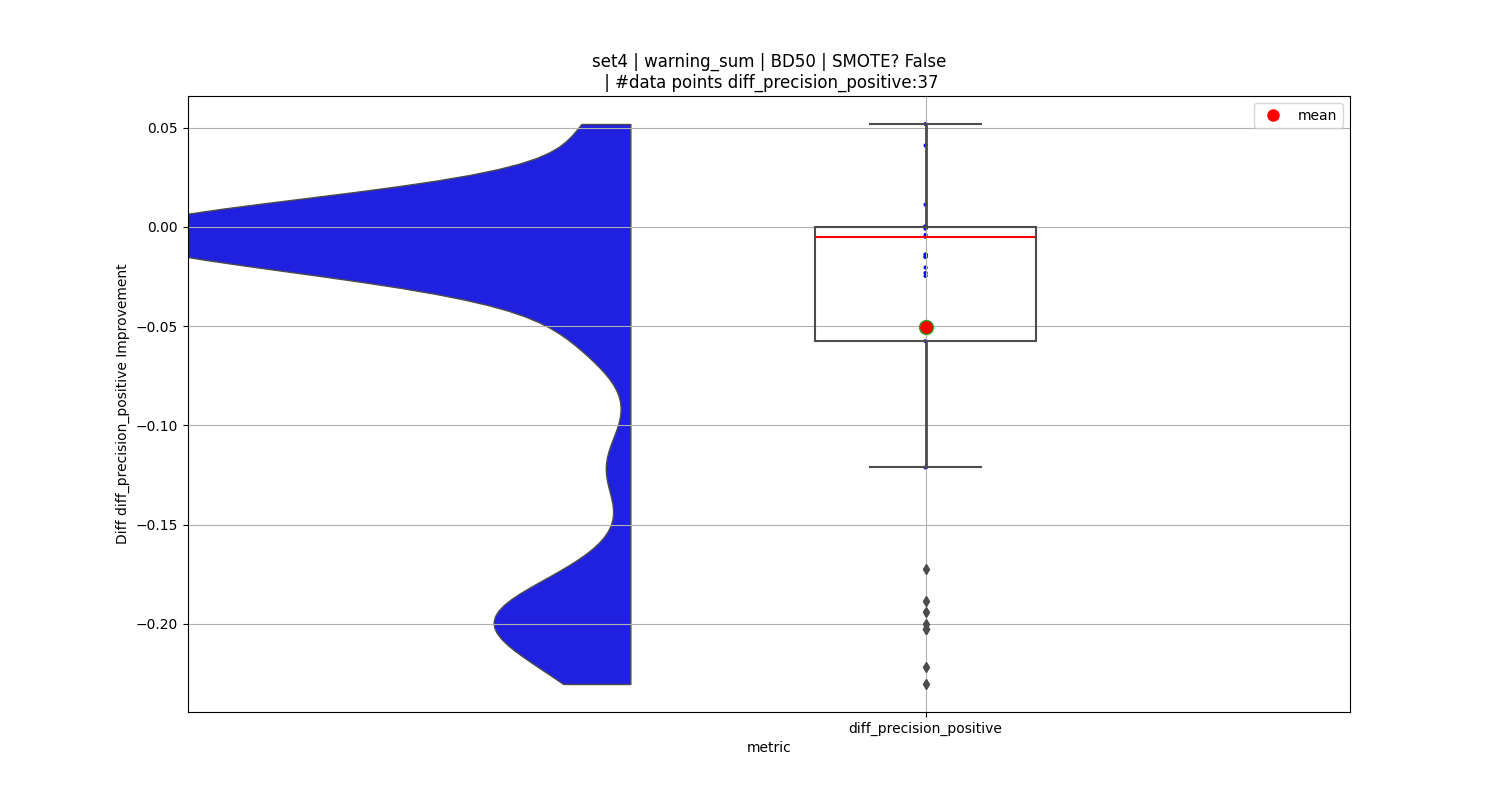 set4 | warning_sum | BD50 | SMOTE? False
| #data points diff_precision_positive:37
mean
Diff diff_precision_positive Improvement
0.05
0.00
−0.05
−0.10
−0.15
−0.20
diff_precision_positive
metric